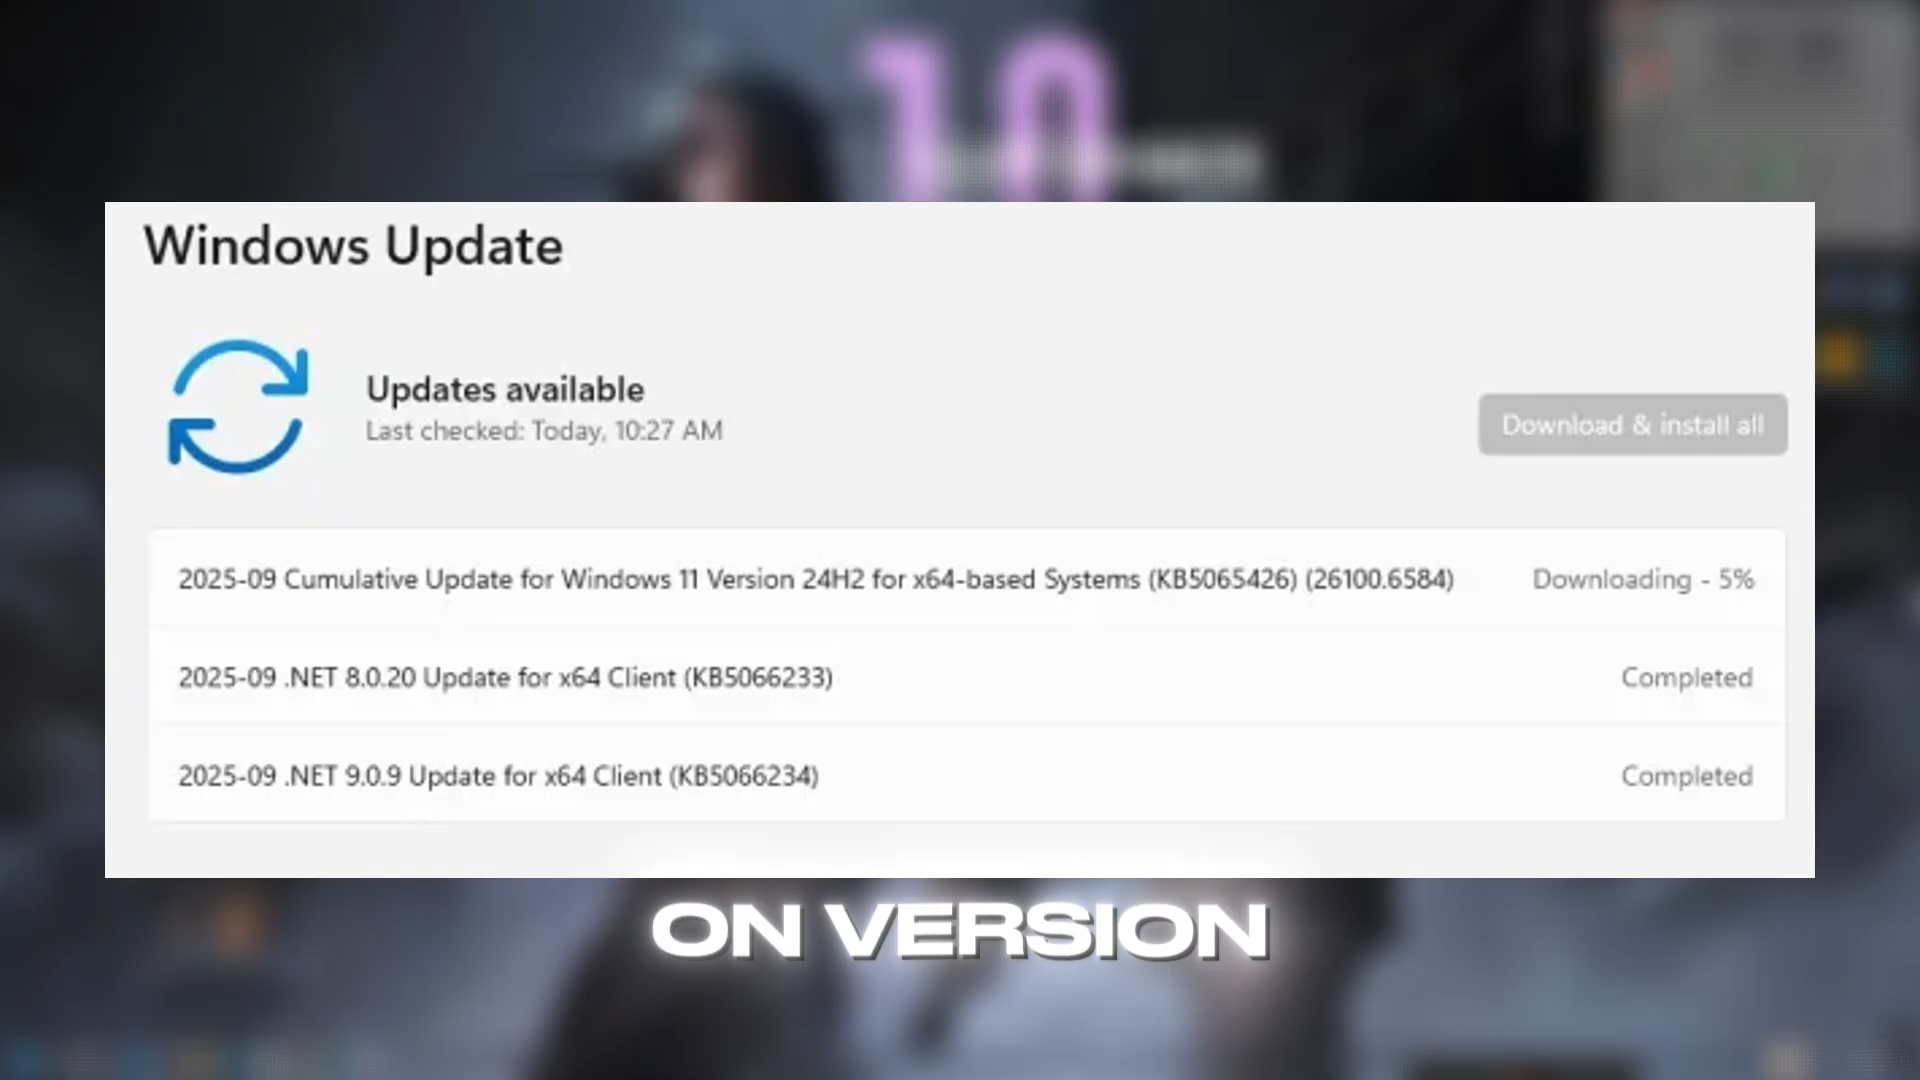 10
Windows Update
Updates available
Last checked: Today, 10:27 AM
Download & install all
2025-09 Cumulative Update for Windows 11 Version 24H2 for x64-based Systems (KB5065426) (26100.6584)
Downloading - 5%
2025-09 .NET 8.0.20 Update for x64 Client (KB5066233)
Completed
2025-09 .NET 9.0.9 Update for x64 Client (KB5066234)
Completed
ON VERSION